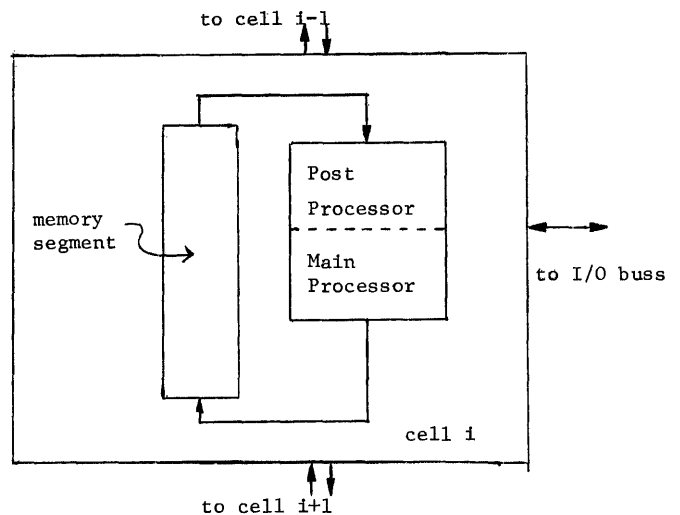 to cell i-1
Post
Processor
memory
segment
Main
Processor
to I/O buss
cell i
to cell i+1